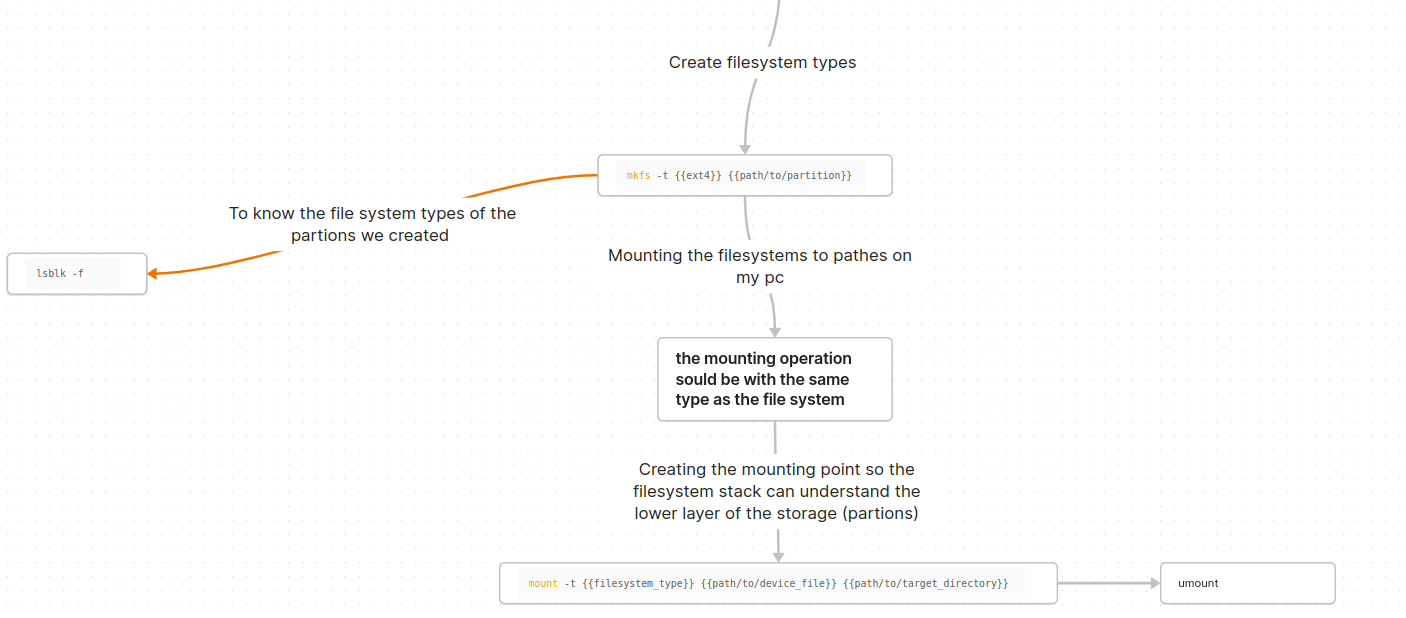 Create filesystem types
mkfs -t {{ext4}} {{path/to/partition}}
To know the file system types of the
partions we created
lsblk -f
Mounting the filesystems to pathes on
my pc
the mounting operation
sould be with the same
type as the file system
Creating the mounting point so the
filesystem stack can understand the
lower layer of the storage (partions)
mount -t {{filesystem_type}} {{path/to/device_file}} {{path/to/target_directory}}
umount